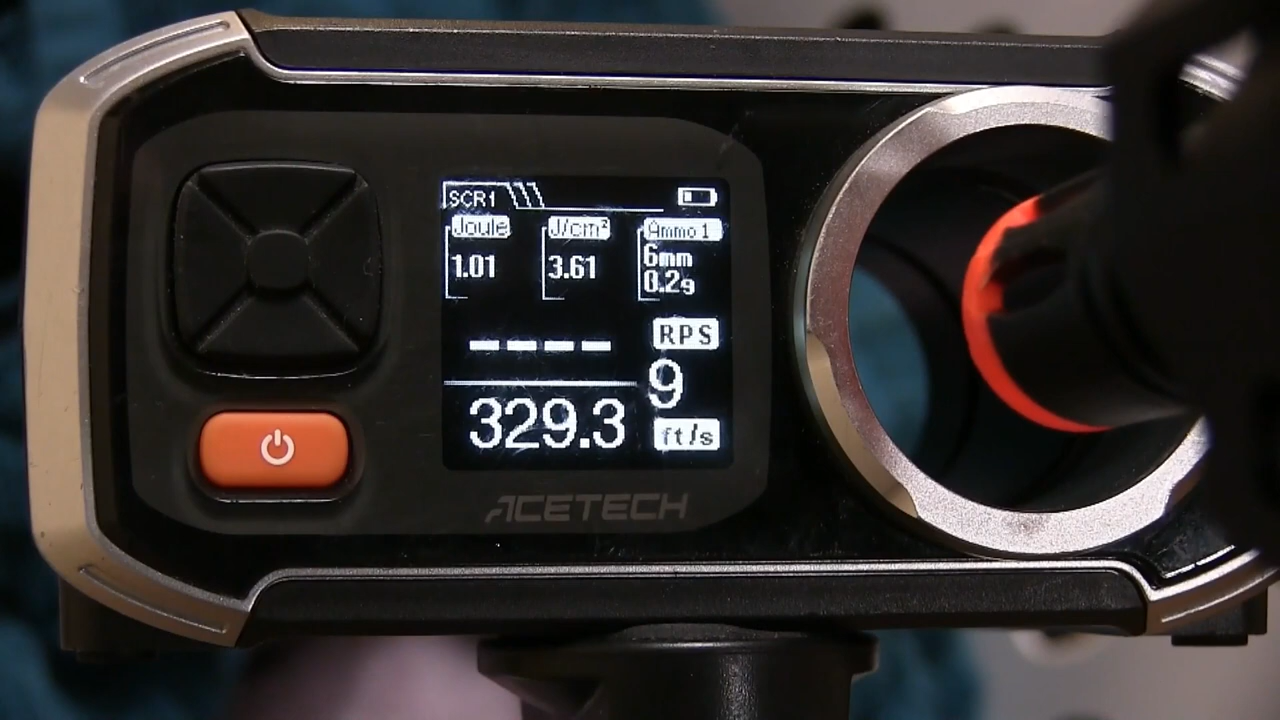 SCR1
Joule J/cm² Ammo 1
1.01 3.61 6mm
0.2g
---- RPS
9
329.3 ft/s
ACETECH